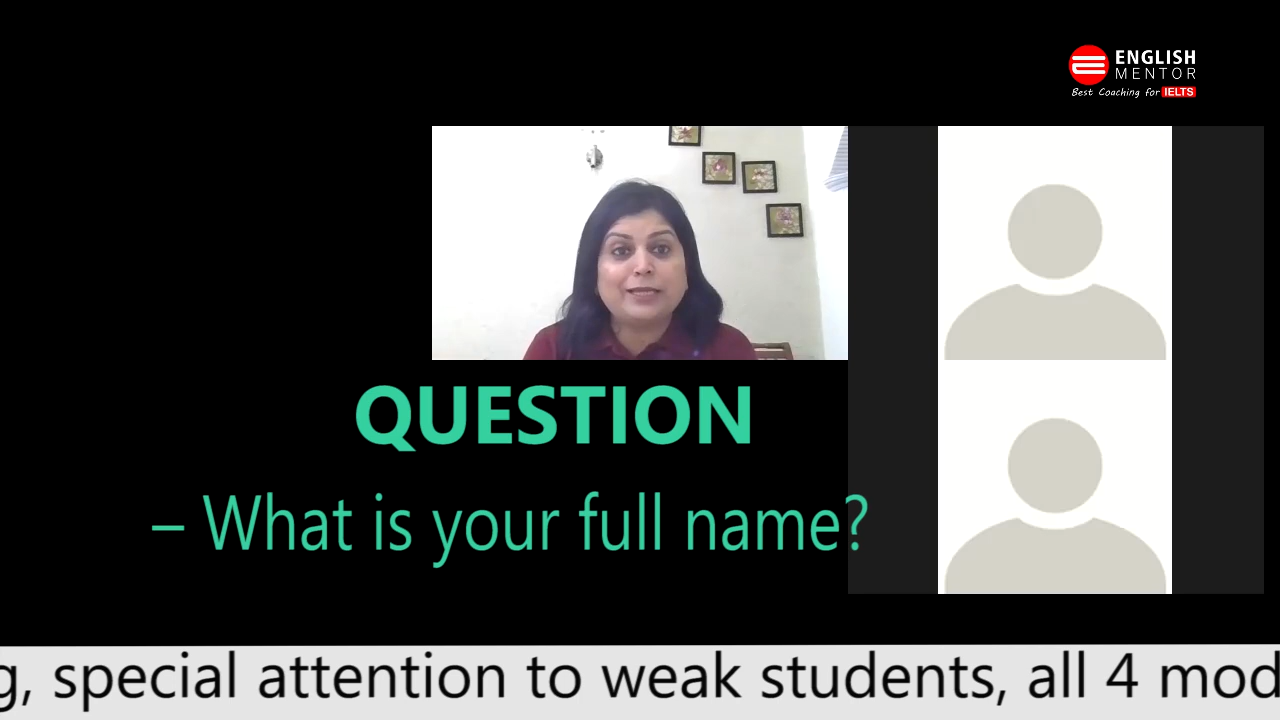 ENGLISH
MENTOR
Best Coaching for IELTS
QUESTION
– What is your full name?
g, special attention to weak students, all 4 mod